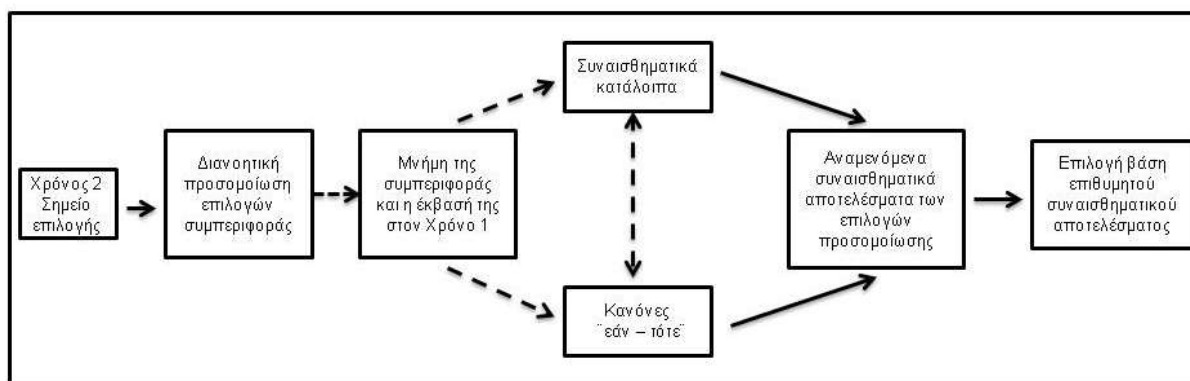 Χρόνος 2
Σημείο
επιλογής
Διανοητική
προσομοίωση
επιλογών
συμπεριφοράς
Μνήμη της
συμπεριφοράς
και η έκβασή της
στον Χρόνο 1
Συναισθηματικά
κατάλοιπα
Κανόνες
¨εάν – τότε¨
Αναμενόμενα
συναισθηματικά
αποτελέσματα των
επιλογών
προσομοίωσης
Επιλογή βάση
επιθυμητού
συναισθηματικού
αποτελέσματος